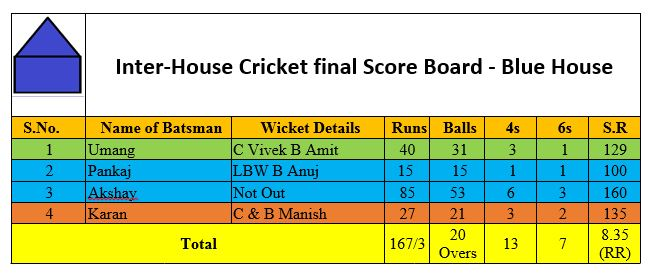 Inter-House Cricket final Score Board - Blue House
S.No. Name of Batsman Wicket Details Runs Balls 4s 6s S.R
1 Umang C Vivek B Amit 40 31 3 1 129
2 Pankaj LBW B Anuj 15 15 1 1 100
3 Akshay Not Out 85 53 6 3 160
4 Karan C & B Manish 27 21 3 2 135
Total 167/3 20 Overs 13 7 8.35 (RR)